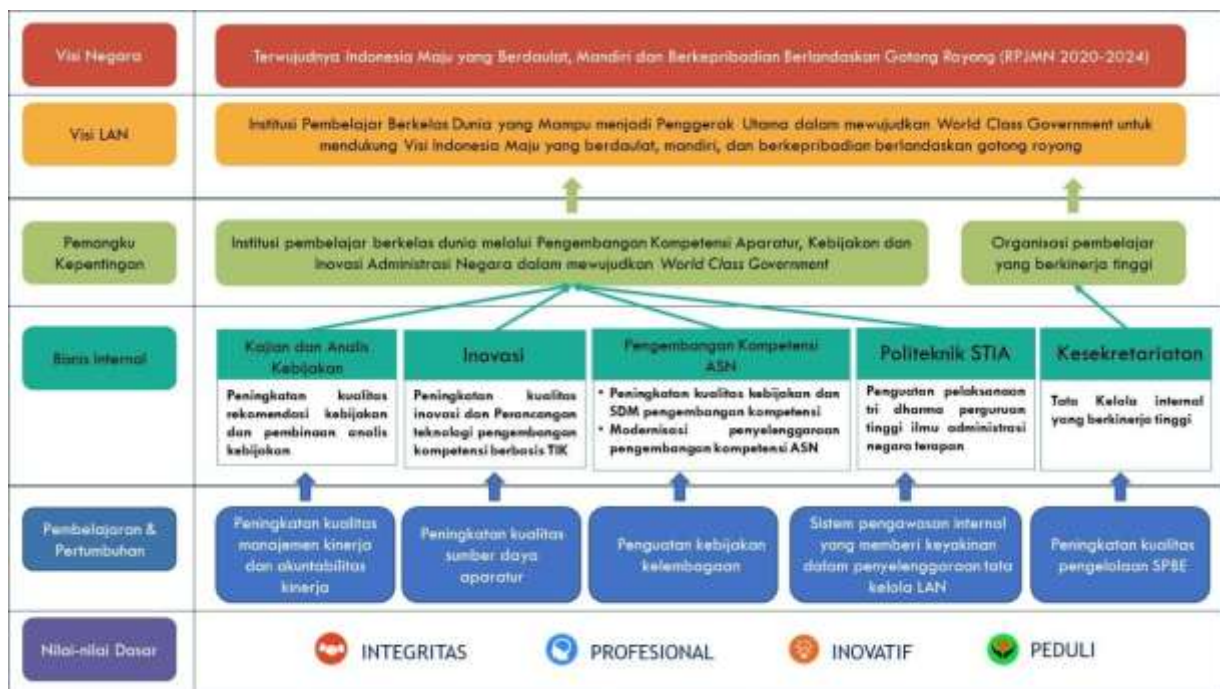 Visi Negara
Terwujudnya Indonesia Maju yang Berdaulat, Mandiri dan Berkepribadian Berlandaskan Gotong Royong (RPJMN 2020-2024)
Visi LAN
Institusi Pembelajar Berkelas Dunia yang Mampu menjadi Penggerak Utama dalam mewujudkan World Class Government untuk
mendukung Visi Indonesia Maju yang berdaulat, mandiri, dan berkepribadian berlandaskan gotong royong
Pemangku
Kepentingan
Institusi pembelajar berkelas dunia melalui Pengembangan Kompetensi Aparatur, Kebijakan dan
Inovasi Administrasi Negara dalam mewujudkan World Class Government
Organisasi pembelajar
yang berkinerja tinggi
Bisnis Internal
Kajian dan Analis
Kebijakan
Peningkatan kualitas
rekomendasi kebijakan
dan pembinaan analis
kebijakan
Inovasi
Peningkatan kualitas
inovasi dan Perancangan
teknologi pengembangan
kompetensi berbasis TIK
Pengembangan Kompetensi
ASN
• Peningkatan kualitas kebijakan dan
SDM pengembangan kompetensi
• Modernisasi penyelenggaraan
pengembangan kompetensi ASN
Politeknik STIA
Penguatan pelaksanaan
tri dharma perguruan
tinggi ilmu administrasi
negara terapan
Kesekretariatan
Tata Kelola internal
yang berkinerja tinggi
Pembelajaran &
Pertumbuhan
Peningkatan kualitas
manajemen kinerja
dan akuntabilitas
kinerja
Peningkatan kualitas
sumber daya
aparatur
Penguatan kebijakan
kelembagaan
Sistem pengawasan internal
yang memberi keyakinan
dalam penyelenggaraan tata
kelola LAN
Peningkatan kualitas
pengelolaan SPBE
Nilai-nilai Dasar
INTEGRITAS
PROFESIONAL
INOVATIF
PEDULI